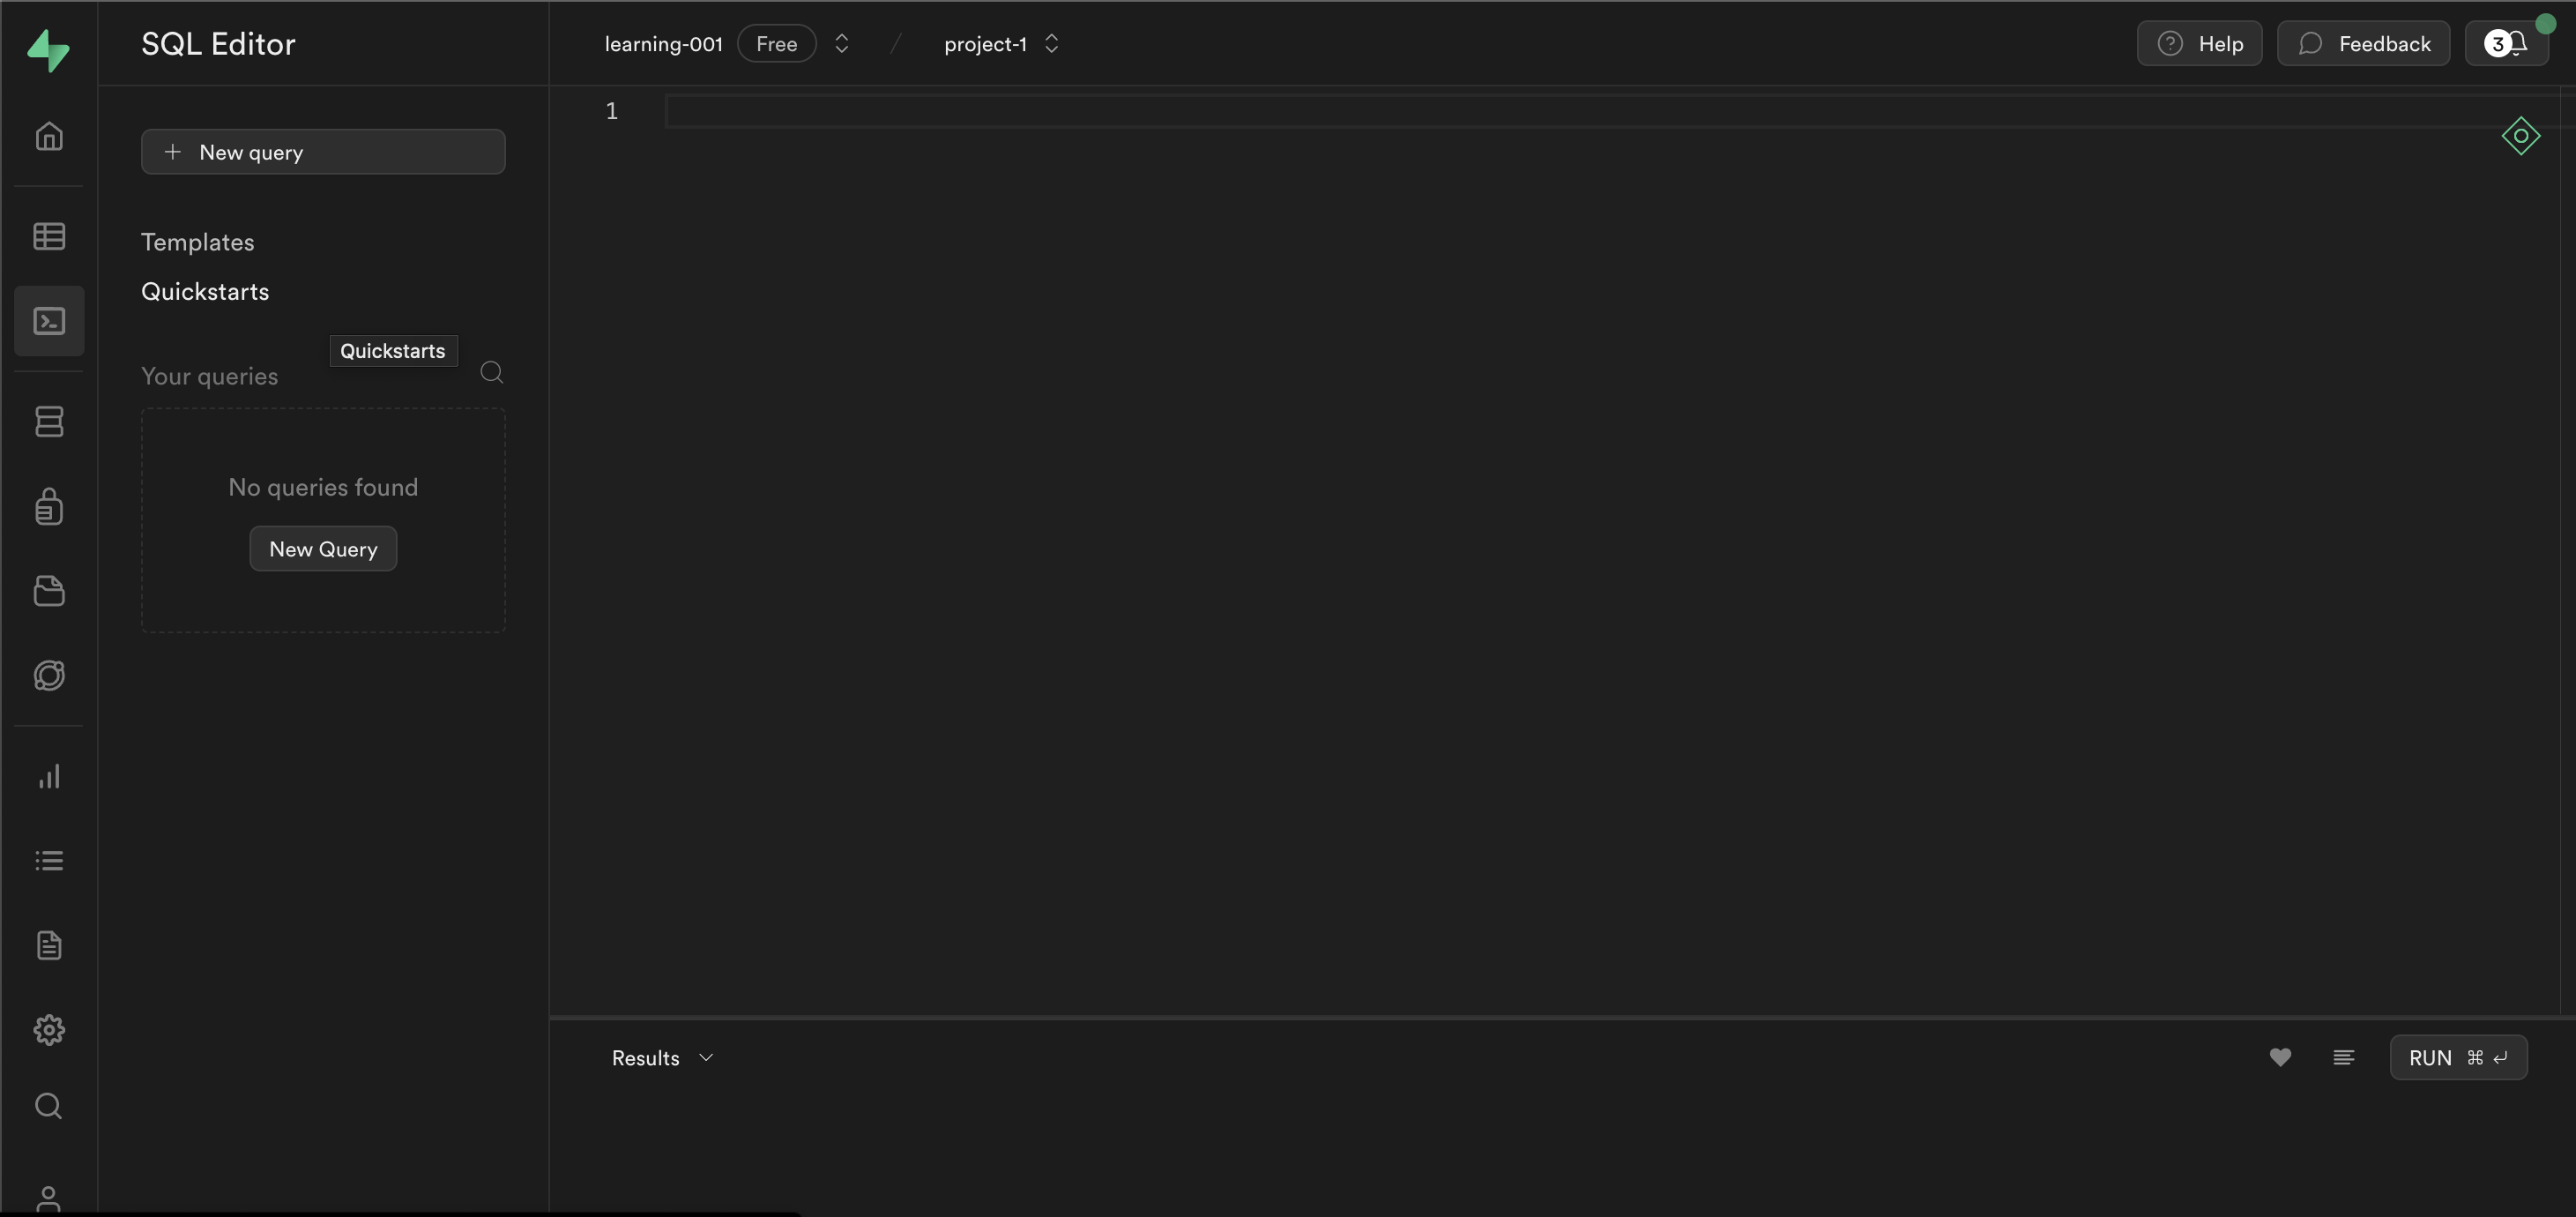 SQL Editor
learning-001 Free / project-1
Help
Feedback
3
New query
1
Templates
Quickstarts
Quickstarts
Your queries
No queries found
New Query
Results
RUN ⌘ ↵